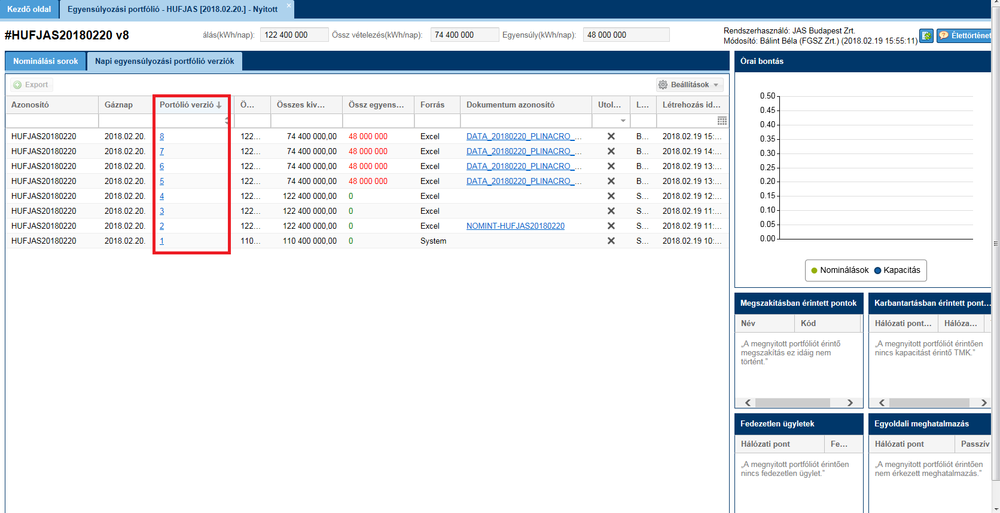 Kezdő oldal
Egyensúlyozási portfólió - HUFJAS [2018.02.20.] - Nyitott
#HUFJAS20180220 v8
álás(kWh/nap): 122 400 000 Össz vételezés(kWh/nap): 74 400 000 Egyensúly(kWh/nap): 48 000 000
Rendszerhasználó: JAS Budapest Zrt.
Módosító: Bálint Béla (FGSZ Zrt.) (2018.02.19 15:55:11)
Élettörténet
Nominálási sorok
Napi egyensúlyozási portfólió verziók
Export
Beállítások
Azonosító Gáznap Portólió verzió Ö... Összes kiv... Össz egyens... Forrás Dokumentum azonosító Utol... L... Létrehozás id...
HUFJAS20180220 2018.02.20. 8 122... 74 400 000,00 48 000 000 Excel DATA_20180220_PLINACRO_... B... 2018.02.19 15:...
HUFJAS20180220 2018.02.20. 7 122... 74 400 000,00 48 000 000 Excel DATA_20180220_PLINACRO_... B... 2018.02.19 14:...
HUFJAS20180220 2018.02.20. 6 122... 74 400 000,00 48 000 000 Excel DATA_20180220_PLINACRO_... B... 2018.02.19 13:...
HUFJAS20180220 2018.02.20. 5 122... 74 400 000,00 48 000 000 Excel DATA_20180220_PLINACRO_... B... 2018.02.19 13:...
HUFJAS20180220 2018.02.20. 4 122... 122 400 000,00 0 Excel S... 2018.02.19 12:...
HUFJAS20180220 2018.02.20. 3 122... 122 400 000,00 0 Excel S... 2018.02.19 11:...
HUFJAS20180220 2018.02.20. 2 122... 122 400 000,00 0 Excel NOMINT-HUFJAS20180220 S... 2018.02.19 11:...
HUFJAS20180220 2018.02.20. 1 110... 110 400 000,00 0 System S... 2018.02.19 10:...
Órai bontás
0.50
0.45
0.40
0.35
0.30
0.25
0.20
0.15
0.10
0.05
0.00
Nominálások Kapacitás
Megszakításban érintett pontok
Név Kód
„A megnyitott portfóliót érintő
megszakítás ez idáig nem
történt.”
Karbantartásban érintett pont...
Hálózati pont... Hálóza...
„A megnyitott portfóliót érintően
nincs kapacitást érintő TMK.”
Fedezetlen ügyletek
Hálózati pont Fe...
„A megnyitott portfóliót érintően
nincs fedezetlen ügylet.”
Egyoldali meghatalmazás
Hálózati pont Passzív
„A megnyitott portfóliót érintően
nem érkezett meghatalmazás.”